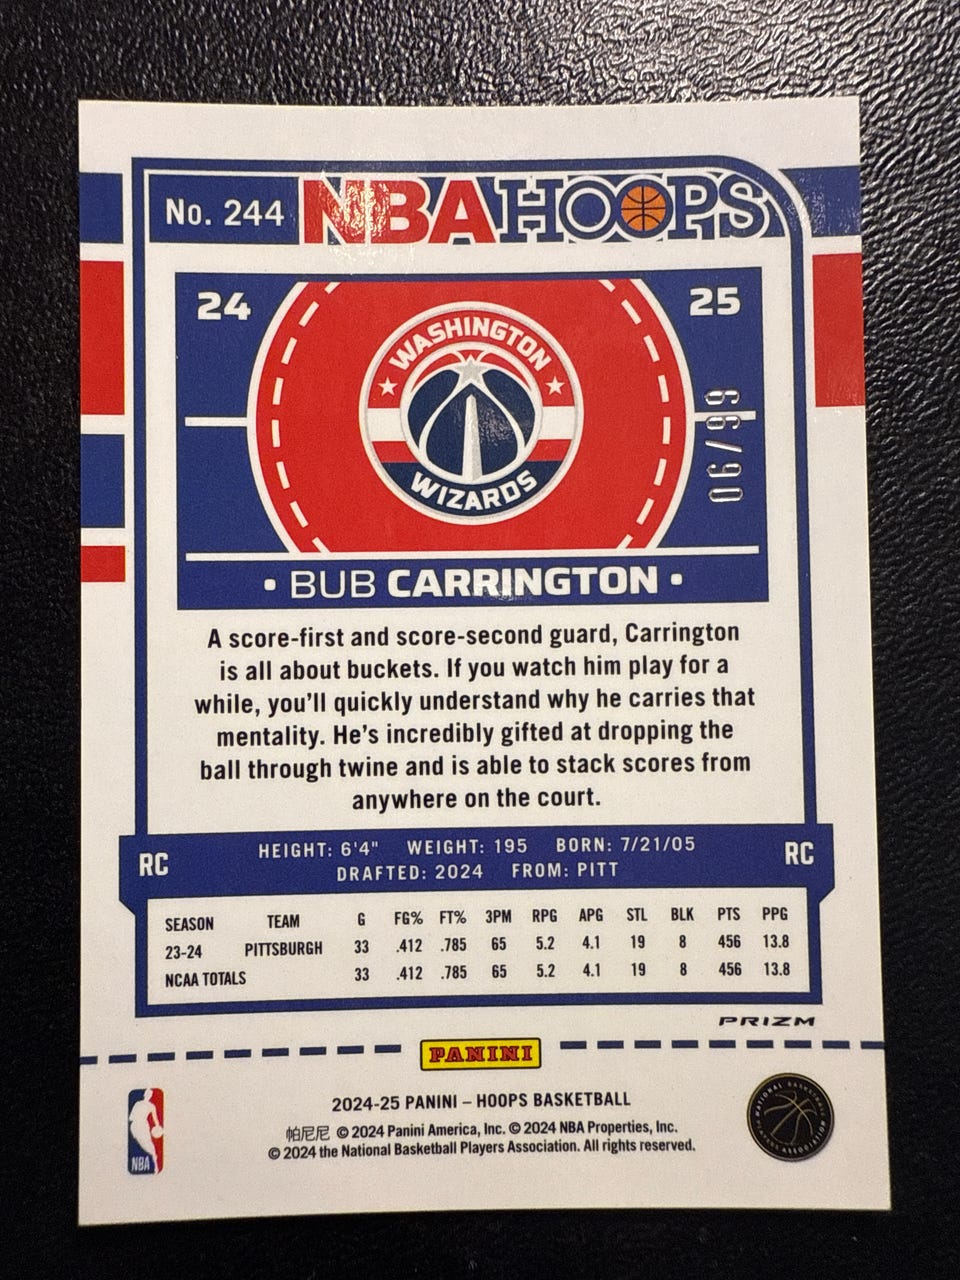 No. 244 NBA HOOPS
24 25
WASHINGTON
WIZARDS
06/99
• BUB CARRINGTON •
A score-first and score-second guard, Carrington
is all about buckets. If you watch him play for a
while, you'll quickly understand why he carries that
mentality. He's incredibly gifted at dropping the
ball through twine and is able to stack scores from
anywhere on the court.
RC HEIGHT: 6'4" WEIGHT: 195 BORN: 7/21/05 RC
DRAFTED: 2024 FROM: PITT
SEASON TEAM G FG% FT% 3PM RPG APG STL BLK PTS PPG
23-24 PITTSBURGH 33 .412 .785 65 5.2 4.1 19 8 456 13.8
NCAA TOTALS 33 .412 .785 65 5.2 4.1 19 8 456 13.8
PRIZM
PANINI
2024-25 PANINI – HOOPS BASKETBALL
帕尼尼 © 2024 Panini America, Inc. © 2024 NBA Properties, Inc.
© 2024 the National Basketball Players Association. All rights reserved.
NBA
NATIONAL BASKETBALL PLAYERS ASSOCIATION